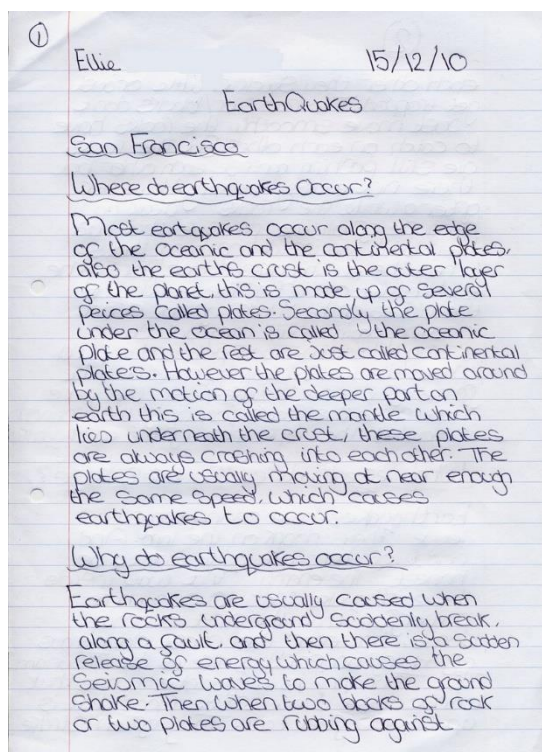 1
Ellie 15/12/10
EarthQuakes
San Francisco
Where do earthquakes occur?
Most eartquakes occur along the edge
of the Oceanic and the continental plates,
also the earths crust is the outer layer
of the planet, this is made up of several
peices called plates. Secondly the plate
under the ocean is called the oceanic
plate and the rest are Just called continental
plates. However the plates are moved around
by the motion of the deeper part on
earth this is called the mantle which
lies underneath the crust, these plates
are always crashing into each other. The
plates are usually moving at near enough
the same speed, which causes
earthquakes to occur.
Why do earthquakes occur?
Earthquakes are usually caused when
the rocks underground suddenly break,
along a fault, and then there is a sudden
release of energy which causes the
Seismic waves to make the ground
shake. Then when two blocks of rock
or two plates are rubbing against